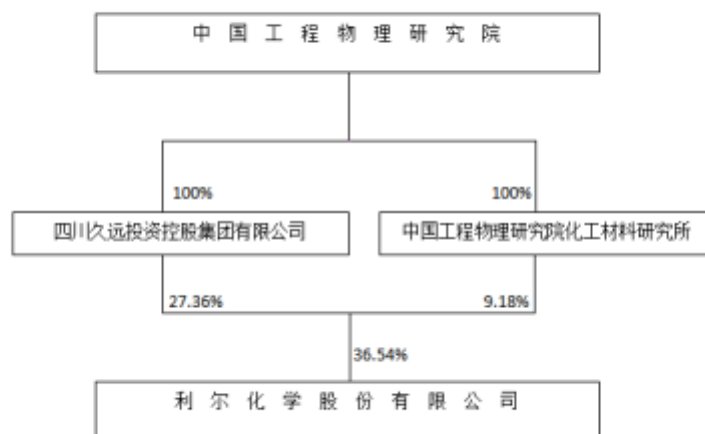 中国工程物理研究院
100%
100%
四川久远投资控股集团有限公司
中国工程物理研究院化工材料研究所
27.36%
9.18%
36.54%
利尔化学股份有限公司